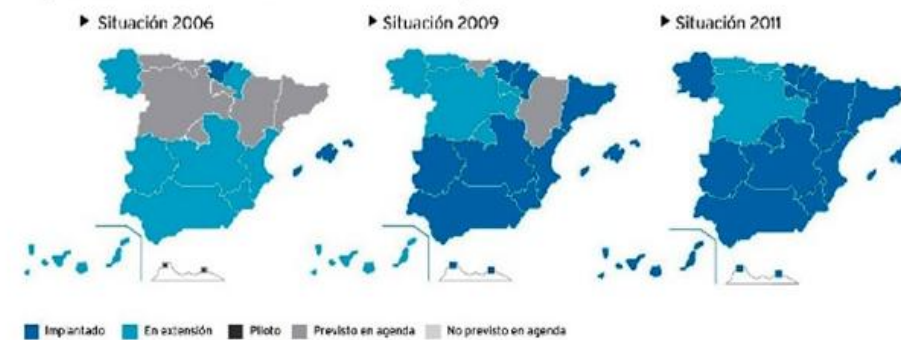 Situación 2006
Situación 2009
Situación 2011
Implantado
En extensión
Piloto
Previsto en agenda
No previsto en agenda